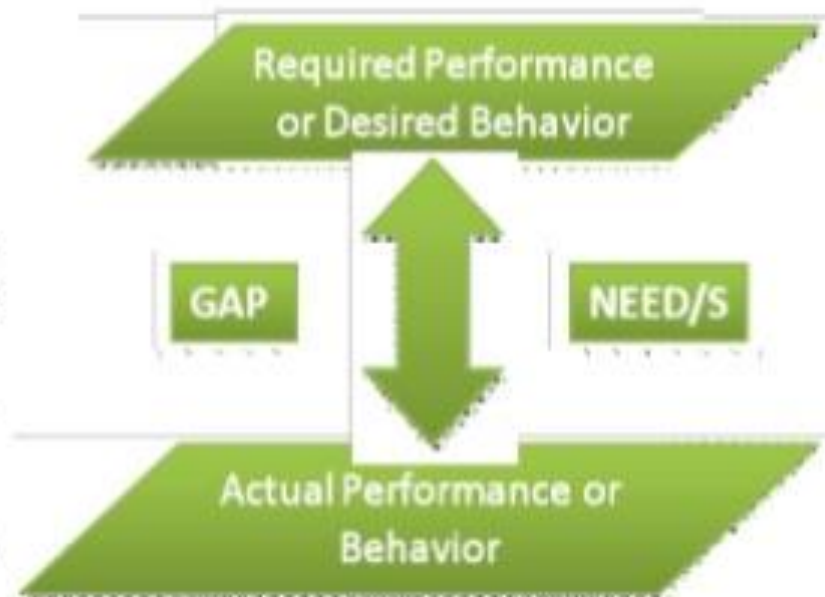 Required Performance
or Desired Behavior
GAP
NEED/S
Actual Performance or
Behavior